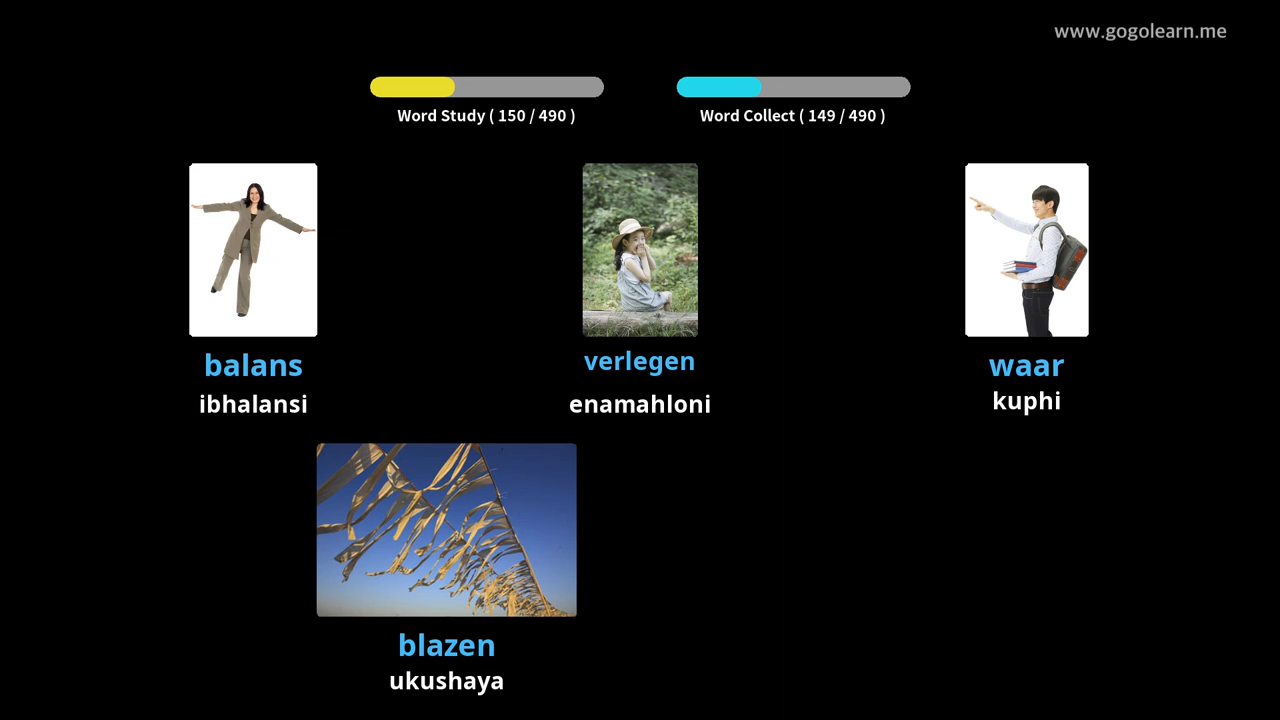 www.gogolearn.me
Word Study ( 150 / 490 )
Word Collect ( 149 / 490 )
balans
ibhalansi
verlegen
enamahloni
waar
kuphi
blazen
ukushaya